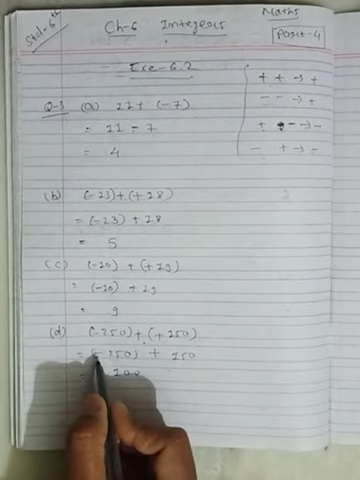 Std-6th
Ch-6 Integers
Maths
Part-4
Exe-6.2
+ + → +
- - → +
+ - → -
- + → -
Q-3 (a) 11 + (-7)
= 11 - 7
= 4
(b) (-23) + (+28)
= (-23) + 28
= 5
(c) (-20) + (+29)
= (-20) + 29
= 9
(d) (-250) + (+250)
= (-250) + 250